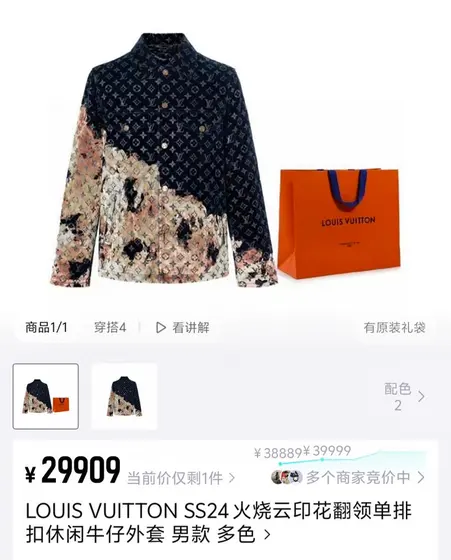 LOUIS VUITTON
商品1/1
穿搭4
看讲解
有原装礼袋
配色
2
¥38889
¥39999
¥29909
当前价仅剩1件
多个商家竞价中
LOUIS VUITTON SS24 火烧云印花翻领单排
扣休闲牛仔外套 男款 多色